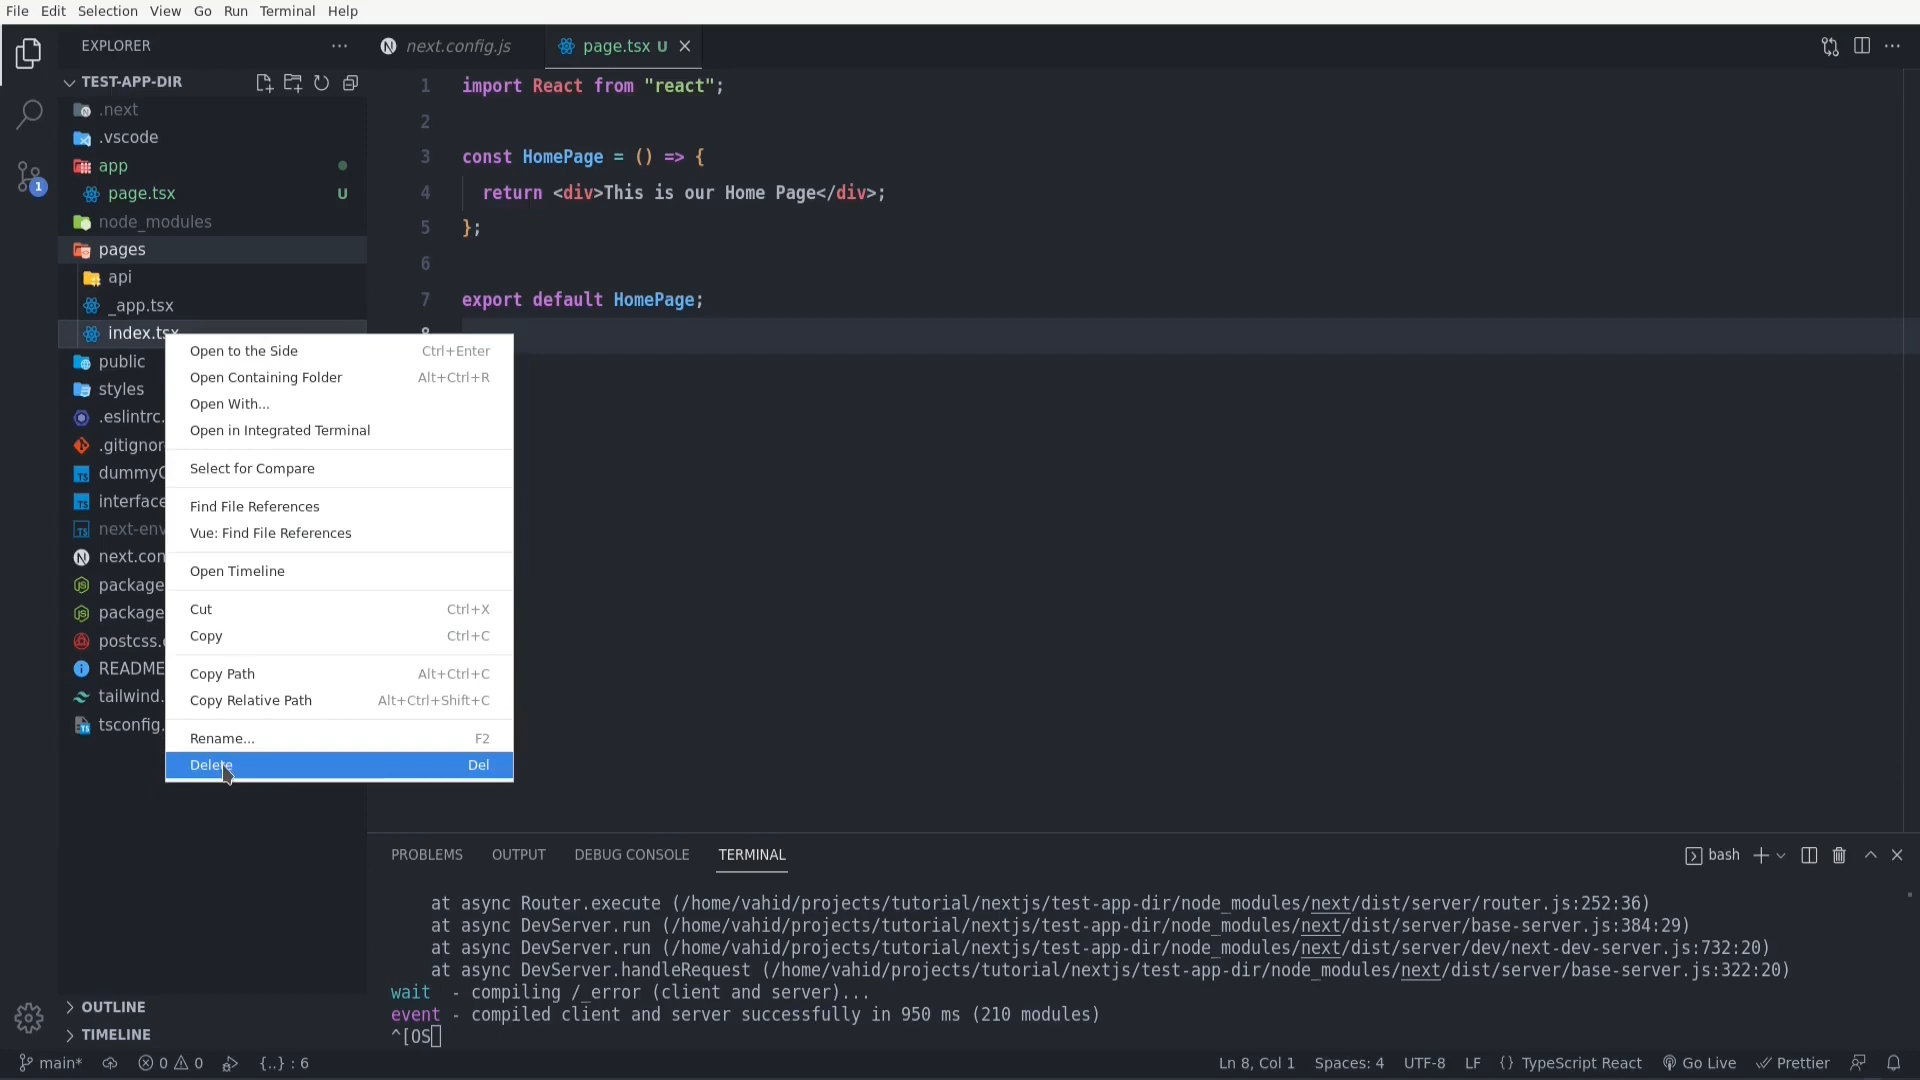 File Edit Selection View Go Run Terminal Help
EXPLORER
TEST-APP-DIR
.next
.vscode
app
page.tsx U
node_modules
pages
api
_app.tsx
index.tsx
public
styles
.eslintrc.
.gitignor
dummyC
interface
next-env
next.con
package
package
postcss.c
README
tailwind.
tsconfig.
OUTLINE
TIMELINE
1
next.config.js page.tsx U
1 import React from "react";
2
3 const HomePage = () => {
4 return <div>This is our Home Page</div>;
5 };
6
7 export default HomePage;
8
Open to the Side Ctrl+Enter
Open Containing Folder Alt+Ctrl+R
Open With...
Open in Integrated Terminal
Select for Compare
Find File References
Vue: Find File References
Open Timeline
Cut Ctrl+X
Copy Ctrl+C
Copy Path Alt+Ctrl+C
Copy Relative Path Alt+Ctrl+Shift+C
Rename... F2
Delete Del
PROBLEMS OUTPUT DEBUG CONSOLE TERMINAL bash
at async Router.execute (/home/vahid/projects/tutorial/nextjs/test-app-dir/node_modules/next/dist/server/router.js:252:36)
at async DevServer.run (/home/vahid/projects/tutorial/nextjs/test-app-dir/node_modules/next/dist/server/base-server.js:384:29)
at async DevServer.run (/home/vahid/projects/tutorial/nextjs/test-app-dir/node_modules/next/dist/server/dev/next-dev-server.js:732:20)
at async DevServer.handleRequest (/home/vahid/projects/tutorial/nextjs/test-app-dir/node_modules/next/dist/server/base-server.js:322:20)
wait - compiling /_error (client and server)...
event - compiled client and server successfully in 950 ms (210 modules)
^[OS
main* 0 0 {..} : 6 Ln 8, Col 1 Spaces: 4 UTF-8 LF {} TypeScript React Go Live Prettier